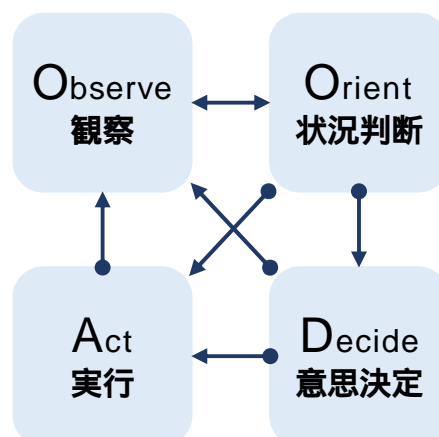 Observe
観察
Orient
状況判断
Act
実行
Decide
意思決定